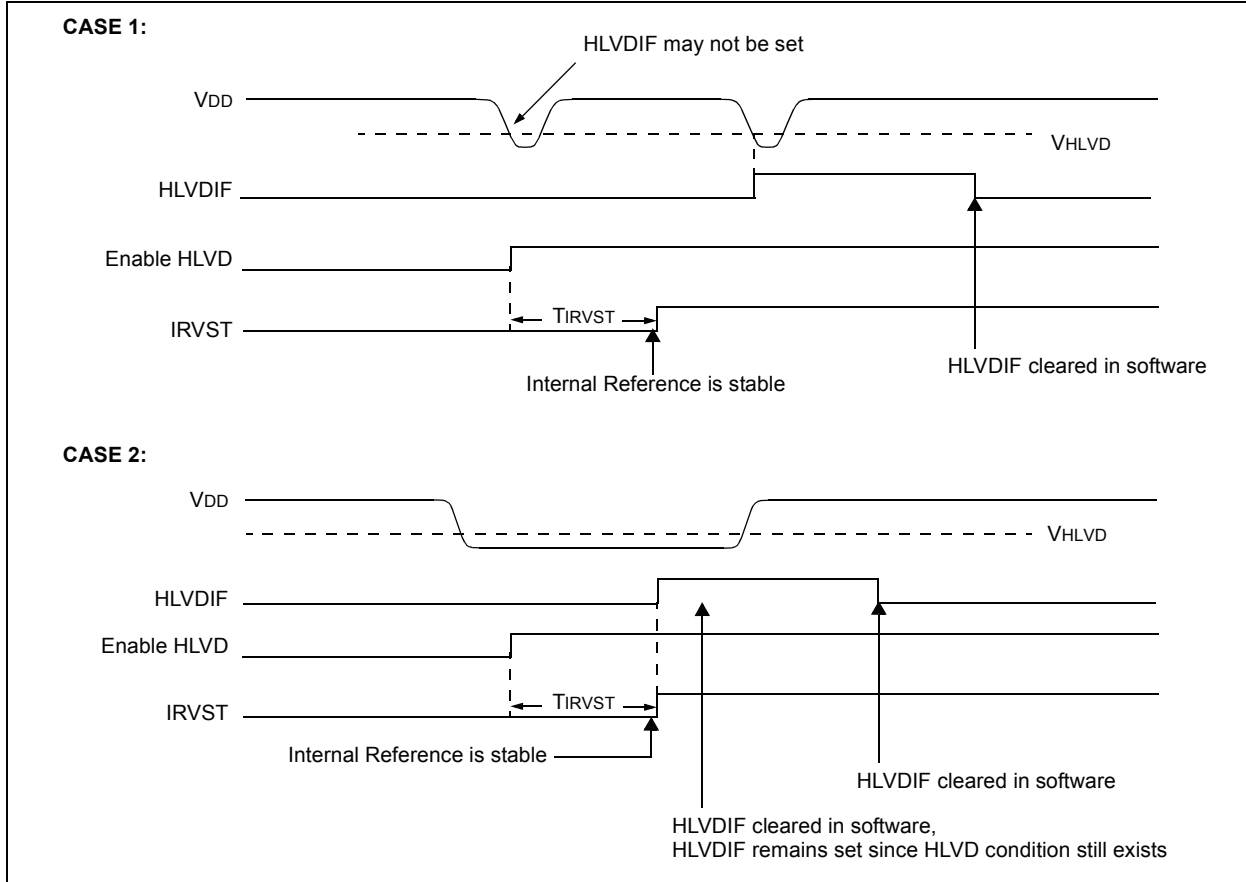 CASE 1:
HLVDIF may not be set
VDD
VHLVD
HLVDIF
Enable HLVD
TIRVST
IRVST
HLVDIF cleared in software
Internal Reference is stable
CASE 2:
VDD
VHLVD
HLVDIF
Enable HLVD
TIRVST
IRVST
Internal Reference is stable
HLVDIF cleared in software
HLVDIF cleared in software,
HLVDIF remains set since HLVD condition still exists